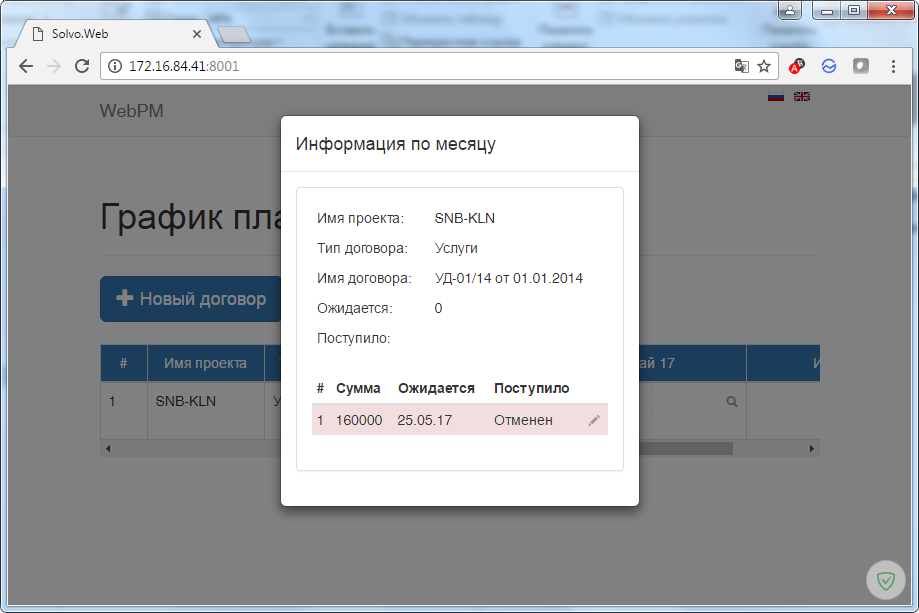 Solvo.Web
172.16.84.41:8001
WebPM
Информация по месяцу
График пла
Новый договор
Имя проекта: SNB-KLN
Тип договора: Услуги
Имя договора: УД-01/14 от 01.01.2014
Ожидается: 0
Поступило:
# Сумма Ожидается Поступило
1 160000 25.05.17 Отменен
# Имя проекта ай 17
1 SNB-KLN